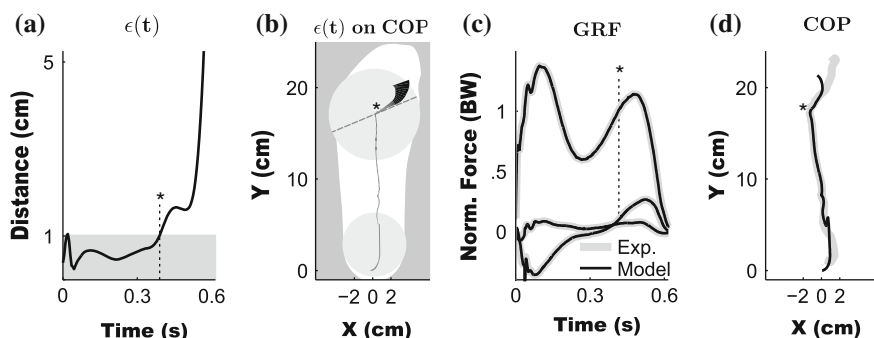 (a) ϵ(t)
5
1
Distance (cm)
*
0 0.3 0.6
Time (s)
(b) ϵ(t) on COP
20
10
0
Y (cm)
*
−2 0 2
X (cm)
(c) GRF
1
.5
0
Norm. Force (BW)
*
Exp.
Model
0 0.3 0.6
Time (s)
(d) COP
20
10
0
Y (cm)
*
−2 0 2
X (cm)